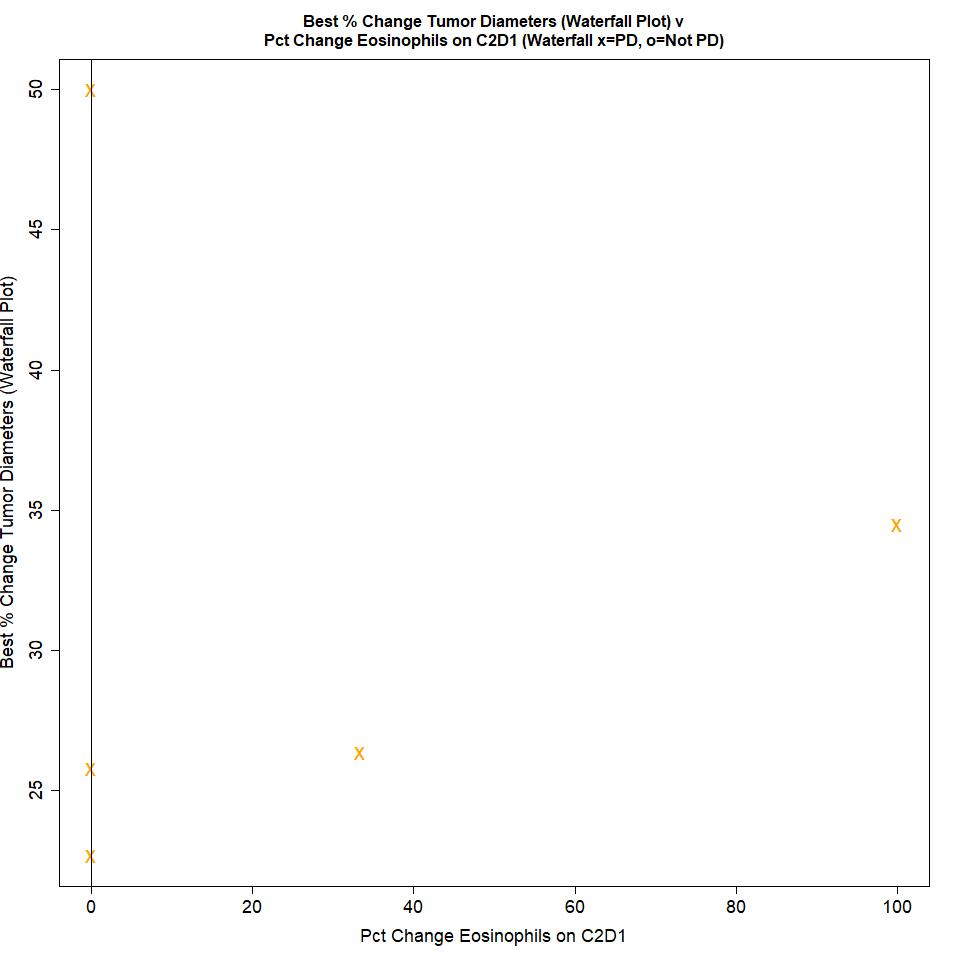 Best % Change Tumor Diameters (Waterfall Plot) v
Pct Change Eosinophils on C2D1 (Waterfall x=PD, o=Not PD)
Best % Change Tumor Diameters (Waterfall Plot)
50
45
40
35
30
25
X
X
X
X
X
0
20
40
60
80
100
Pct Change Eosinophils on C2D1